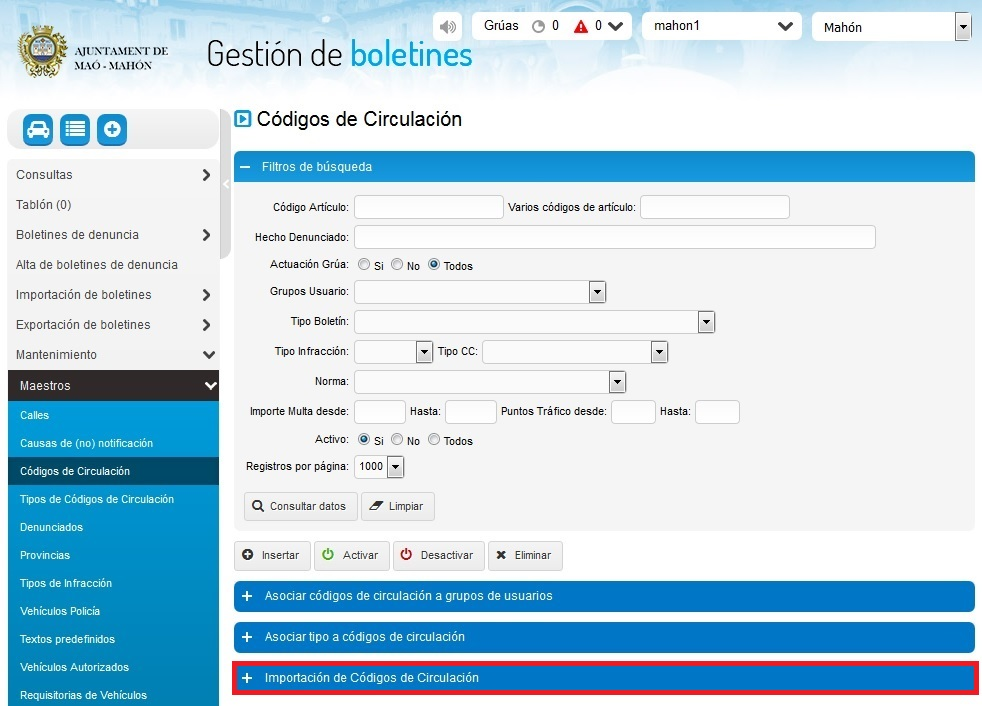 Grúas 0 0
mahon1
Mahón
AJUNTAMENT DE
MAÓ - MAHÓN
Gestión de boletines
Consultas
Tablón (0)
Boletines de denuncia
Alta de boletines de denuncia
Importación de boletines
Exportación de boletines
Mantenimiento
Maestros
Calles
Causas de (no) notificación
Códigos de Circulación
Tipos de Códigos de Circulación
Denunciados
Provincias
Tipos de Infracción
Vehículos Policía
Textos predefinidos
Vehículos Autorizados
Requisitorias de Vehículos
Códigos de Circulación
Filtros de búsqueda
Código Artículo: Varios códigos de artículo:
Hecho Denunciado:
Actuación Grúa: Si No Todos
Grupos Usuario:
Tipo Boletín:
Tipo Infracción: Tipo CC:
Norma:
Importe Multa desde: Hasta: Puntos Tráfico desde: Hasta:
Activo: Si No Todos
Registros por página: 1000
Consultar datos Limpiar
Insertar Activar Desactivar Eliminar
Asociar códigos de circulación a grupos de usuarios
Asociar tipo a códigos de circulación
Importación de Códigos de Circulación